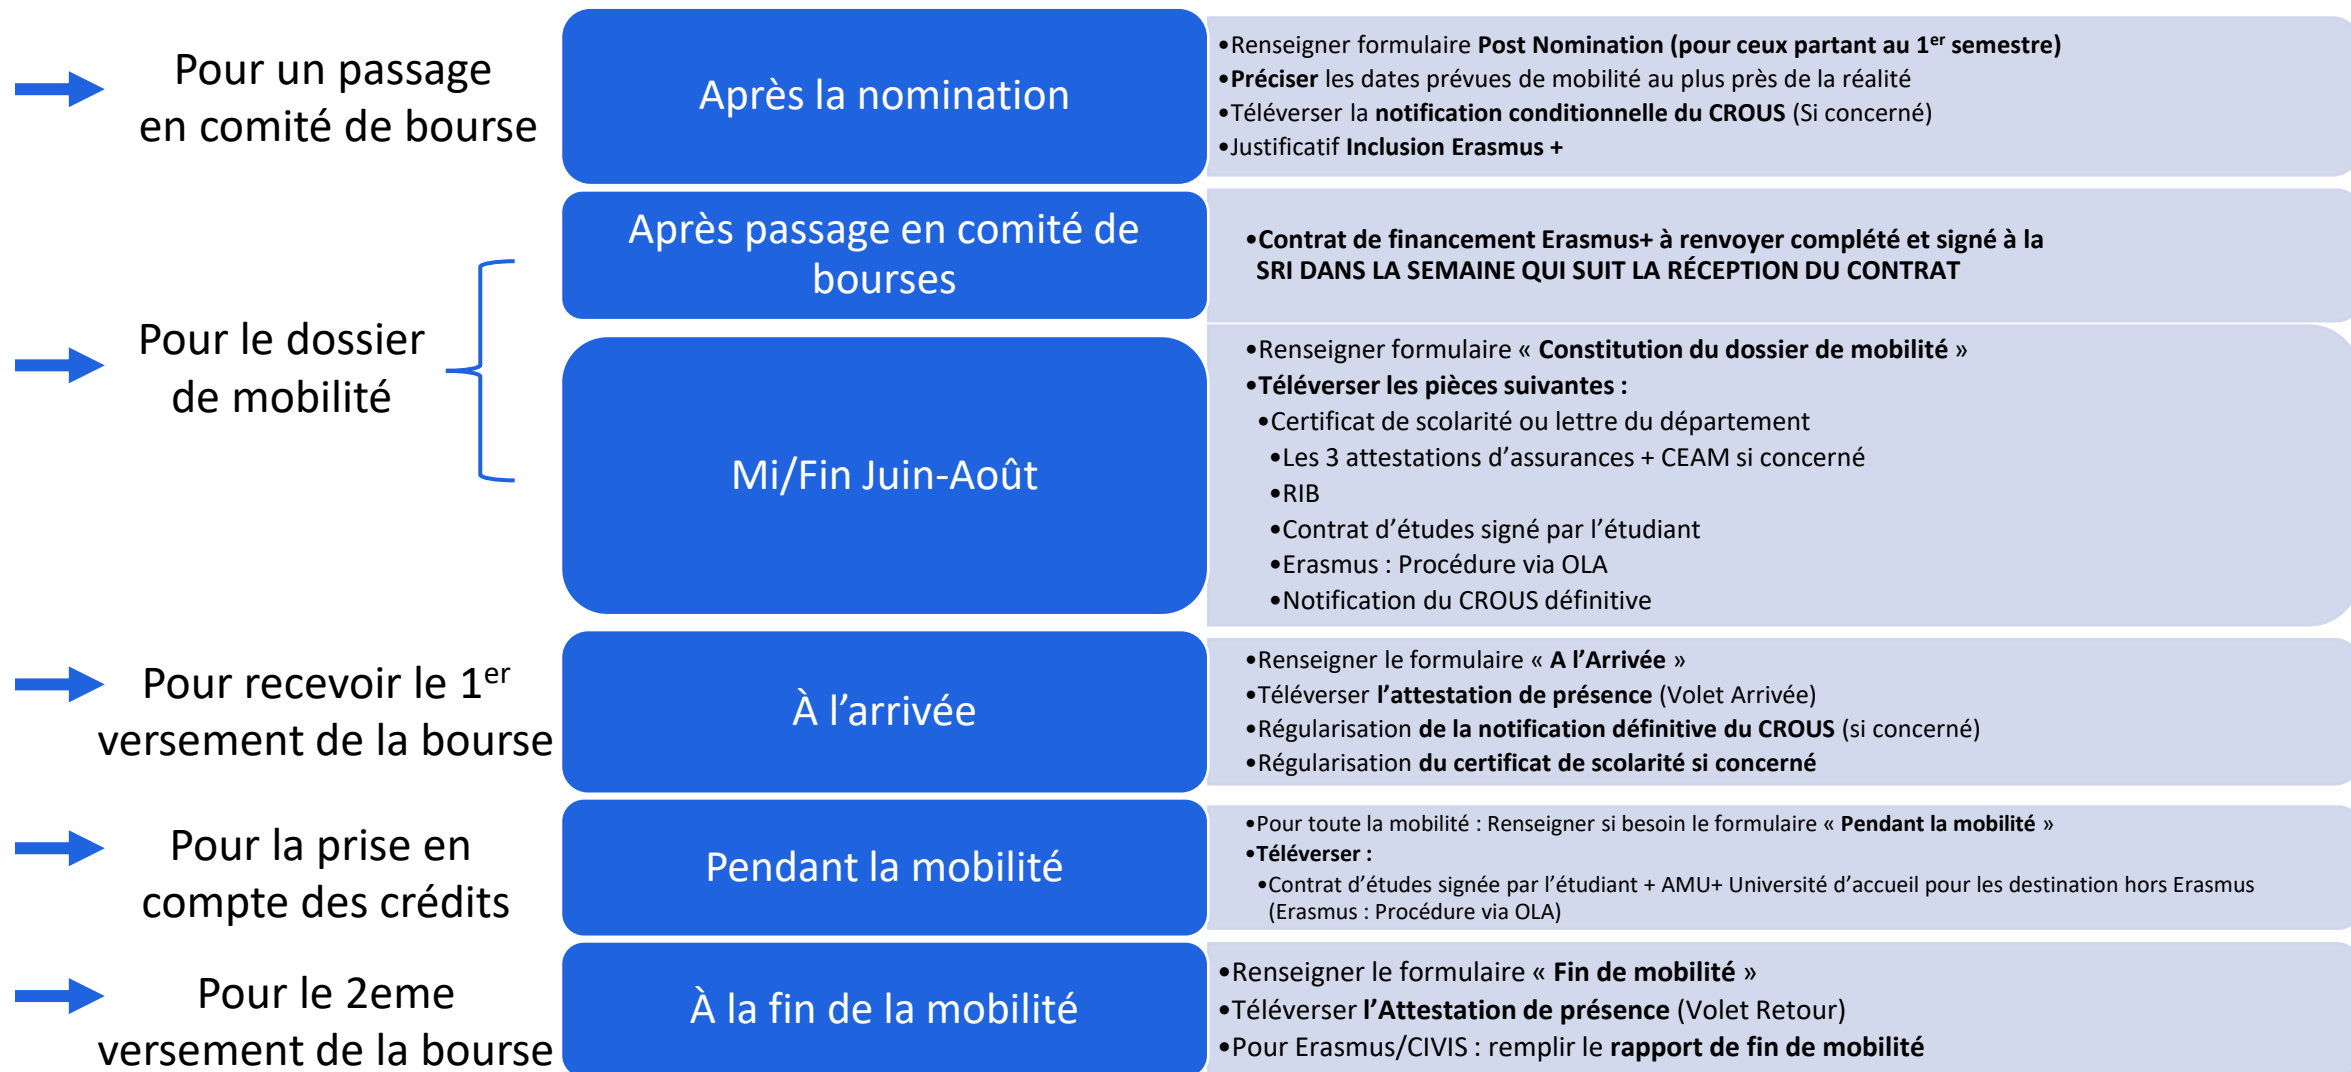 Pour un passage
en comité de bourse
Après la nomination
•Renseigner formulaire Post Nomination (pour ceux partant au 1er semestre)
•Préciser les dates prévues de mobilité au plus près de la réalité
•Téléverser la notification conditionnelle du CROUS (Si concerné)
•Justificatif Inclusion Erasmus +
Pour le dossier
de mobilité
Après passage en comité de
bourses
•Contrat de financement Erasmus+ à renvoyer complété et signé à la
SRI DANS LA SEMAINE QUI SUIT LA RÉCEPTION DU CONTRAT
Mi/Fin Juin-Août
•Renseigner formulaire « Constitution du dossier de mobilité »
•Téléverser les pièces suivantes :
•Certificat de scolarité ou lettre du département
•Les 3 attestations d’assurances + CEAM si concerné
•RIB
•Contrat d’études signé par l’étudiant
•Erasmus : Procédure via OLA
•Notification du CROUS définitive
Pour recevoir le 1er
versement de la bourse
À l’arrivée
•Renseigner le formulaire « A l’Arrivée »
•Téléverser l’attestation de présence (Volet Arrivée)
•Régularisation de la notification définitive du CROUS (si concerné)
•Régularisation du certificat de scolarité si concerné
Pour la prise en
compte des crédits
Pendant la mobilité
•Pour toute la mobilité : Renseigner si besoin le formulaire « Pendant la mobilité »
•Téléverser :
•Contrat d’études signée par l’étudiant + AMU+ Université d’accueil pour les destination hors Erasmus
(Erasmus : Procédure via OLA)
Pour le 2eme
versement de la bourse
À la fin de la mobilité
•Renseigner le formulaire « Fin de mobilité »
•Téléverser l’Attestation de présence (Volet Retour)
•Pour Erasmus/CIVIS : remplir le rapport de fin de mobilité